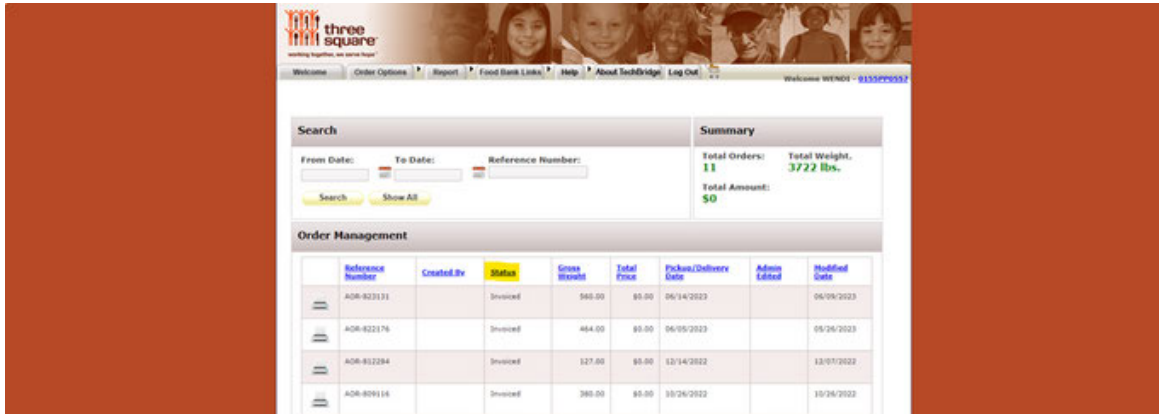 three
square
working together, we serve hope
Welcome Order Options Report Food Bank Links Help About TechBridge Log Out
Welcome WENDI - 0155PP0557
Search
Summary
From Date: To Date: Reference Number:
Total Orders: Total Weight.
11 3722 lbs.
Search Show All
Total Amount:
$0
Order Management
Reference Number Created By Status Gross Weight Total Price Pickup/Delivery Date Admin Edited Modified Date
AOR-823131 Invoiced 560.00 $0.00 06/14/2023 06/09/2023
AOR-822176 Invoiced 464.00 $0.00 06/05/2023 05/26/2023
AOR-812284 Invoiced 127.00 $0.00 12/14/2022 12/07/2022
AOR-809116 Invoiced 380.00 $0.00 10/26/2022 10/26/2022